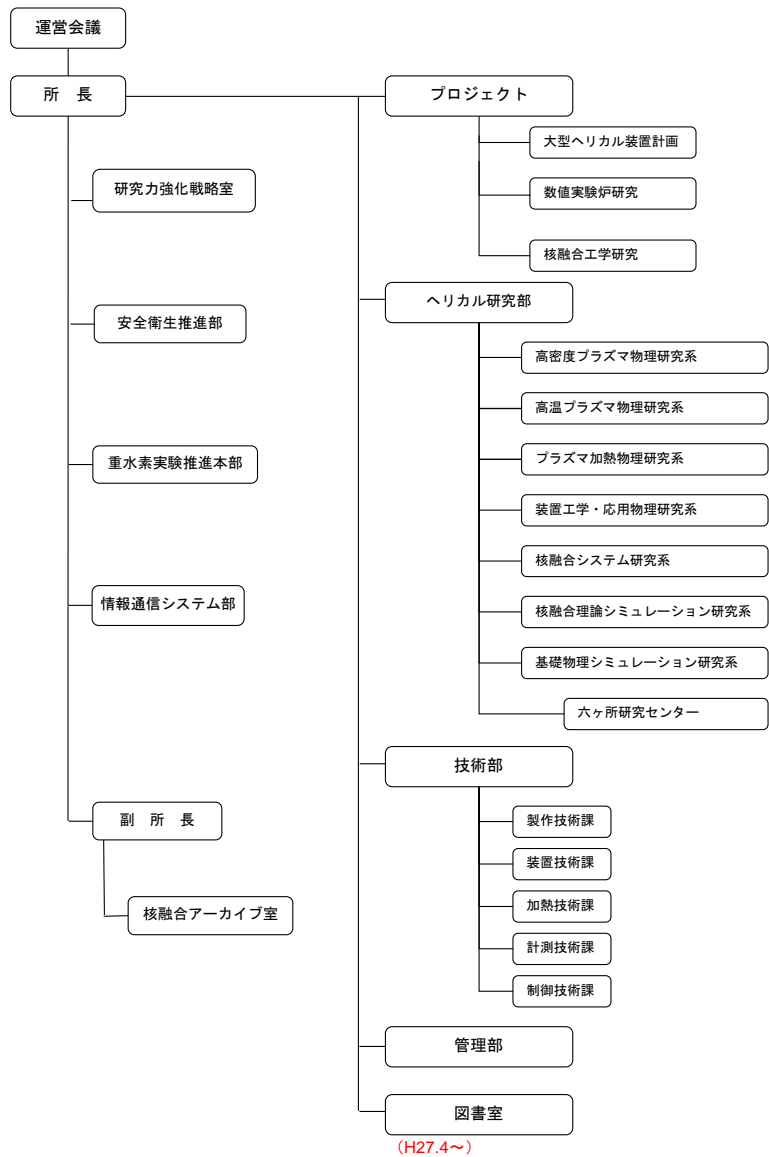 運営会議
所　長
研究力強化戦略室
安全衛生推進部
重水素実験推進本部
情報通信システム部
副　所　長
核融合アーカイブ室
プロジェクト
大型ヘリカル装置計画
数値実験炉研究
核融合工学研究
ヘリカル研究部
高密度プラズマ物理研究系
高温プラズマ物理研究系
プラズマ加熱物理研究系
装置工学・応用物理研究系
核融合システム研究系
核融合理論シミュレーション研究系
基礎物理シミュレーション研究系
六ヶ所研究センター
技術部
製作技術課
装置技術課
加熱技術課
計測技術課
制御技術課
管理部
図書室
（H27.4～）